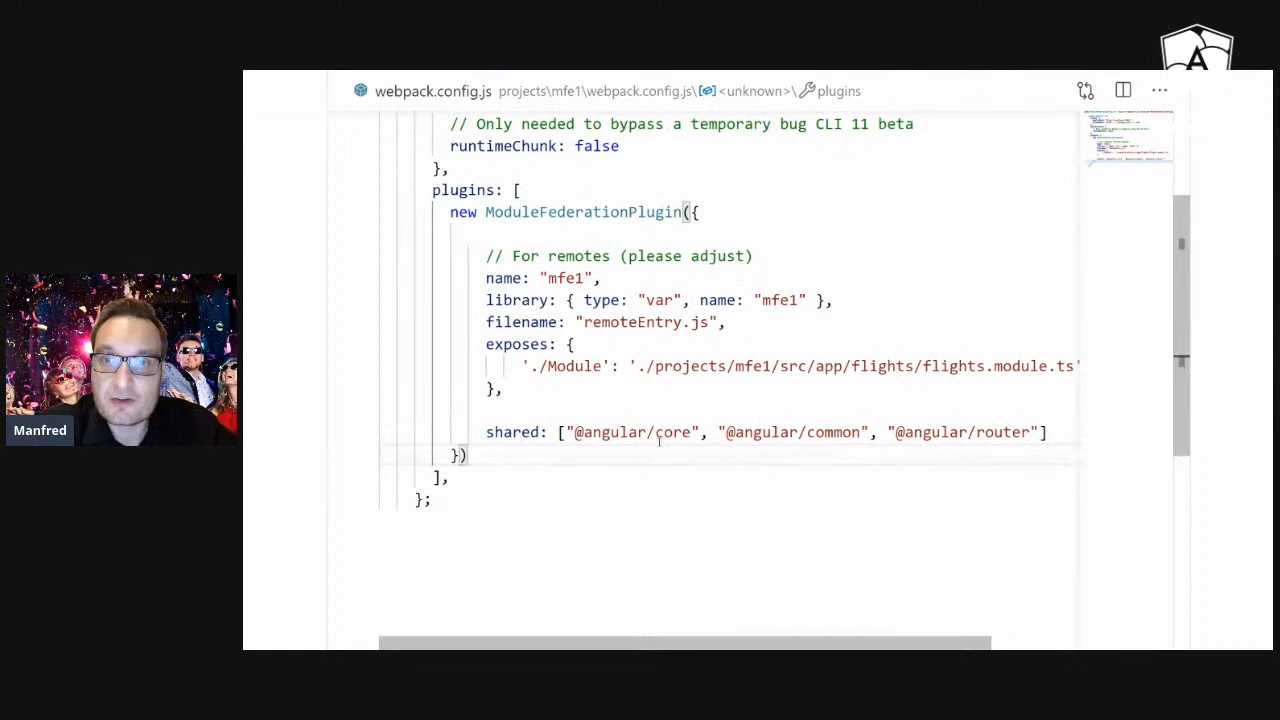 A
webpack.config.js projects\mfe1\webpack.config.js\ <unknown>\ plugins ...
// Only needed to bypass a temporary bug CLI 11 beta
runtimeChunk: false
},
plugins: [
new ModuleFederationPlugin({
// For remotes (please adjust)
name: "mfe1",
library: { type: "var", name: "mfe1" },
filename: "remoteEntry.js",
exposes: {
'./Module': './projects/mfe1/src/app/flights/flights.module.ts'
},
shared: ["@angular/core", "@angular/common", "@angular/router"]
})
],
};
Manfred